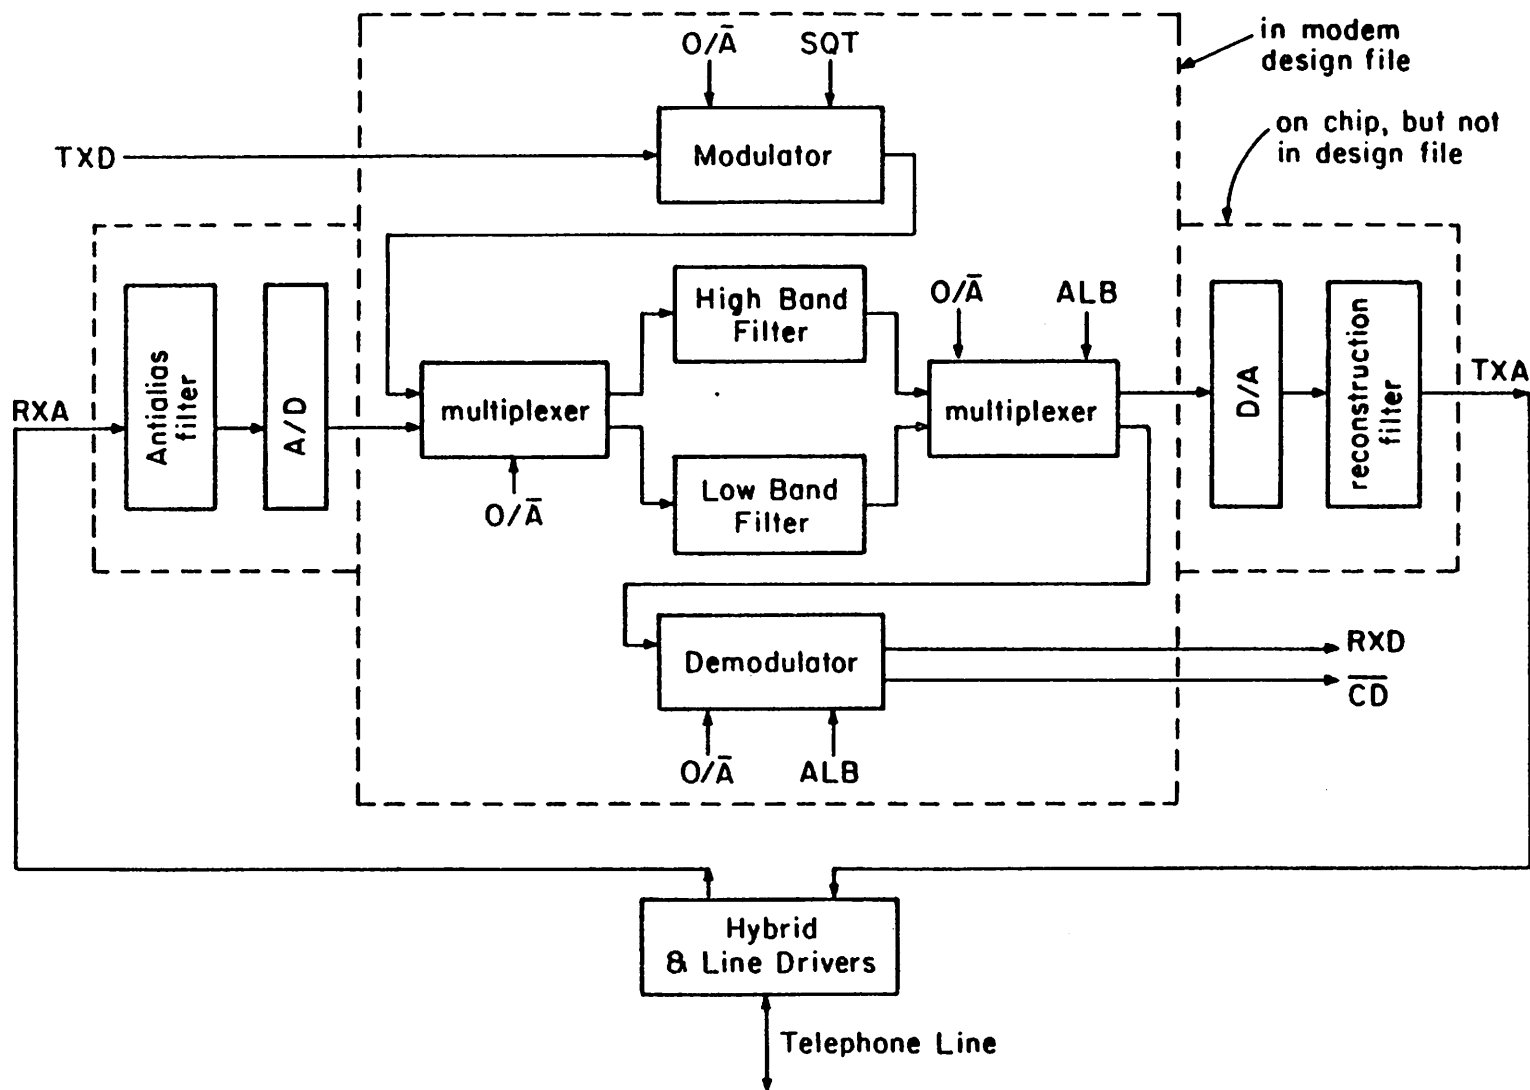 O/Ā
SQT
in modem
design file
on chip, but not
in design file
TXD
Modulator
High Band
Filter
O/Ā
ALB
Antialias
filter
A/D
RXA
multiplexer
multiplexer
D/A
reconstruction
filter
TXA
O/Ā
Low Band
Filter
Demodulator
RXD
C̅D̅
O/Ā
ALB
Hybrid
& Line Drivers
Telephone Line